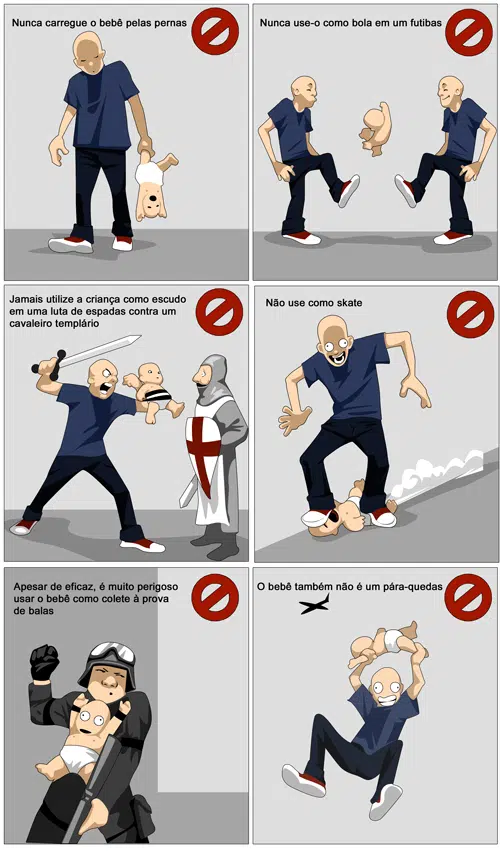 Nunca carregue o bebê pelas pernas
Nunca use-o como bola em um futibas
Jamais utilize a criança como escudo
em uma luta de espadas contra um
cavaleiro templário
Não use como skate
Apesar de eficaz, é muito perigoso
usar o bebê como colete à prova
de balas
O bebê também não é um pára-quedas